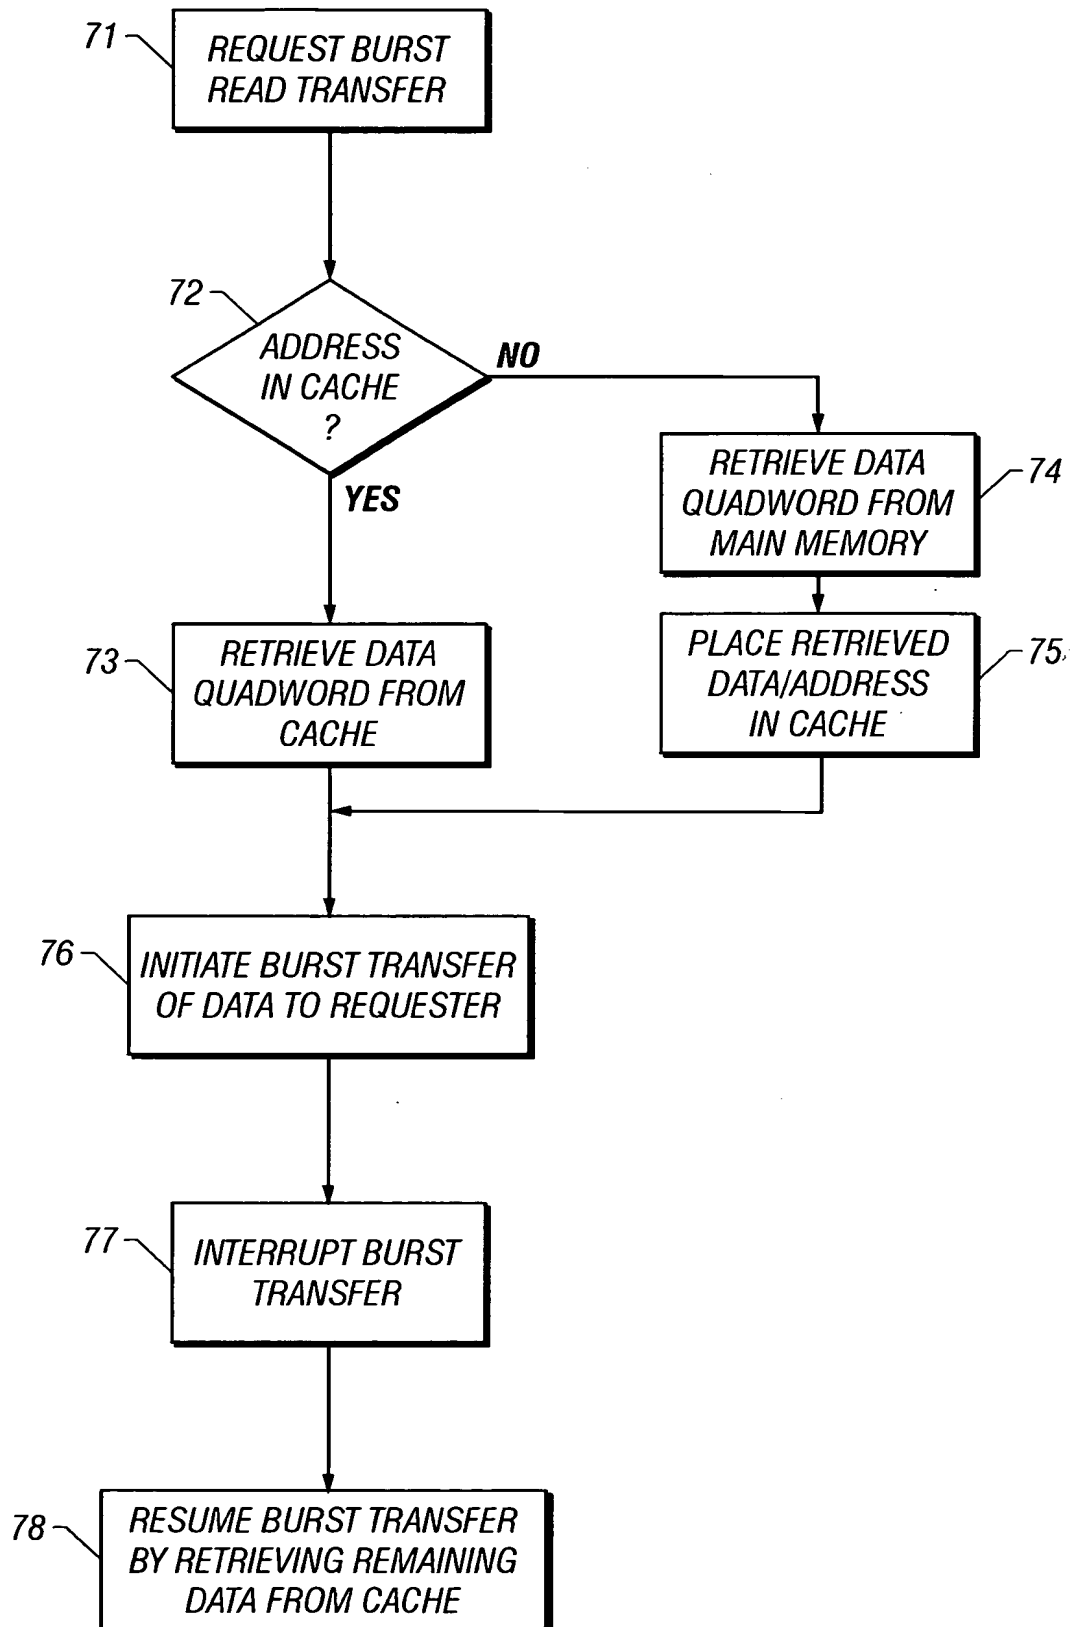 71
REQUEST BURST
READ TRANSFER
72
ADDRESS
IN CACHE
?
NO
YES
RETRIEVE DATA
QUADWORD FROM
MAIN MEMORY
74
73
RETRIEVE DATA
QUADWORD FROM
CACHE
PLACE RETRIEVED
DATA/ADDRESS
IN CACHE
75
76
INITIATE BURST TRANSFER
OF DATA TO REQUESTER
77
INTERRUPT BURST
TRANSFER
78
RESUME BURST TRANSFER
BY RETRIEVING REMAINING
DATA FROM CACHE